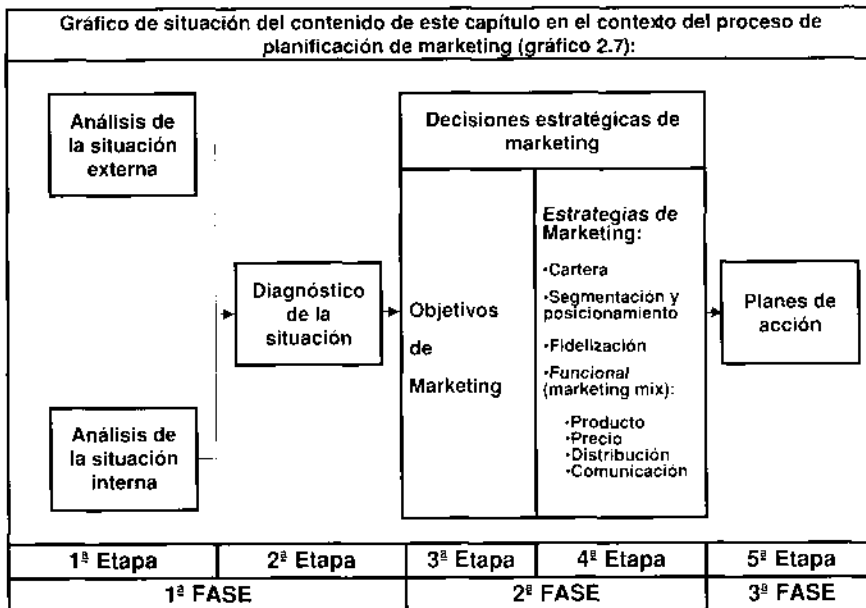 Gráfico de situación del contenido de este capítulo en el contexto del proceso de
planificación de marketing (gráfico 2.7):
Análisis de
la situación
externa
Análisis de
la situación
interna
Diagnóstico
de la
situación
Decisiones estratégicas de
marketing
Objetivos
de
Marketing
Estrategias de
Marketing:
•Cartera
•Segmentación y
posicionamiento
•Fidelización
•Funcional
(marketing mix):
•Producto
•Precio
•Distribución
•Comunicación
Planes de
acción
1ª Etapa
2ª Etapa
3ª Etapa
4ª Etapa
5ª Etapa
1ª FASE
2ª FASE
3ª FASE